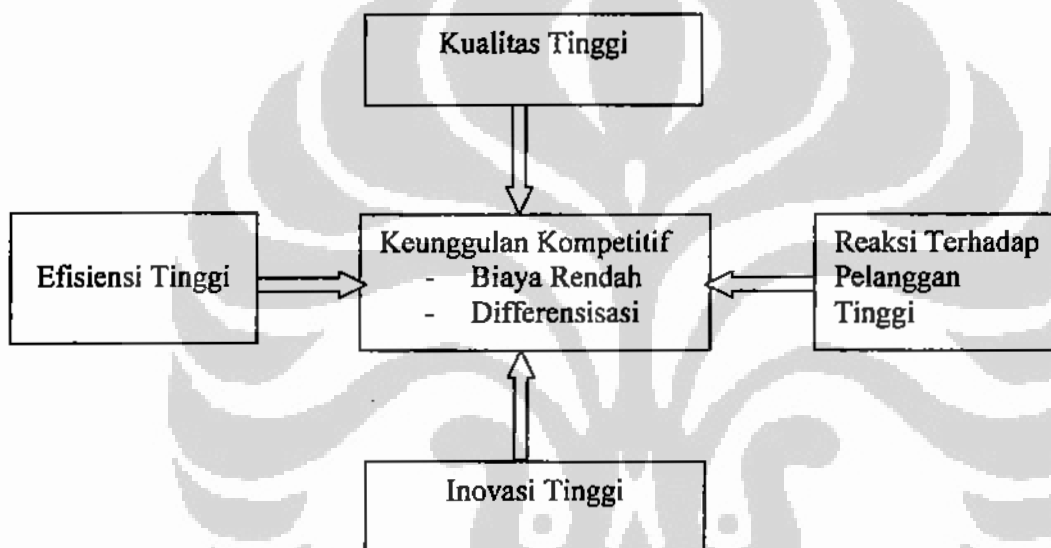 Kualitas Tinggi
Efisiensi Tinggi
Keunggulan Kompetitif
- Biaya Rendah
- Differensisasi
Reaksi Terhadap
Pelanggan
Tinggi
Inovasi Tinggi